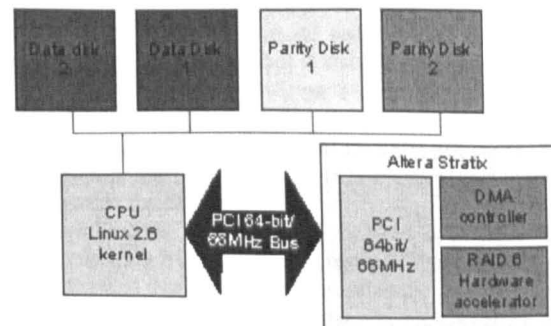 Data disk
2
Data Disk
1
Parity Disk
1
Parity Disk
2
CPU
Linux 2.6
kernel
PCI 64-bit/
66MHz Bus
Altera Stratix
PCI
64bit/
66MHz
DMA
controller
RAID 6
Hardware
accelerator